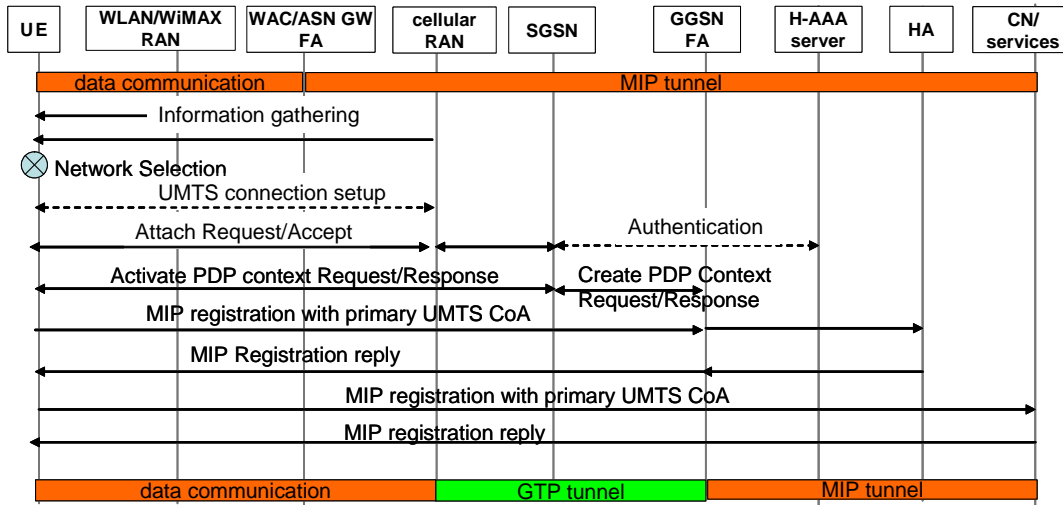 UE
WLAN/WiMAX
RAN
WAC/ASN GW
FA
cellular
RAN
SGSN
GGSN
FA
H-AAA
server
HA
CN/
services
data communication
MIP tunnel
Information gathering
Network Selection
UMTS connection setup
Attach Request/Accept
Authentication
Activate PDP context Request/Response
Create PDP Context
Request/Response
MIP registration with primary UMTS CoA
MIP Registration reply
MIP registration with primary UMTS CoA
MIP registration reply
data communication
GTP tunnel
MIP tunnel